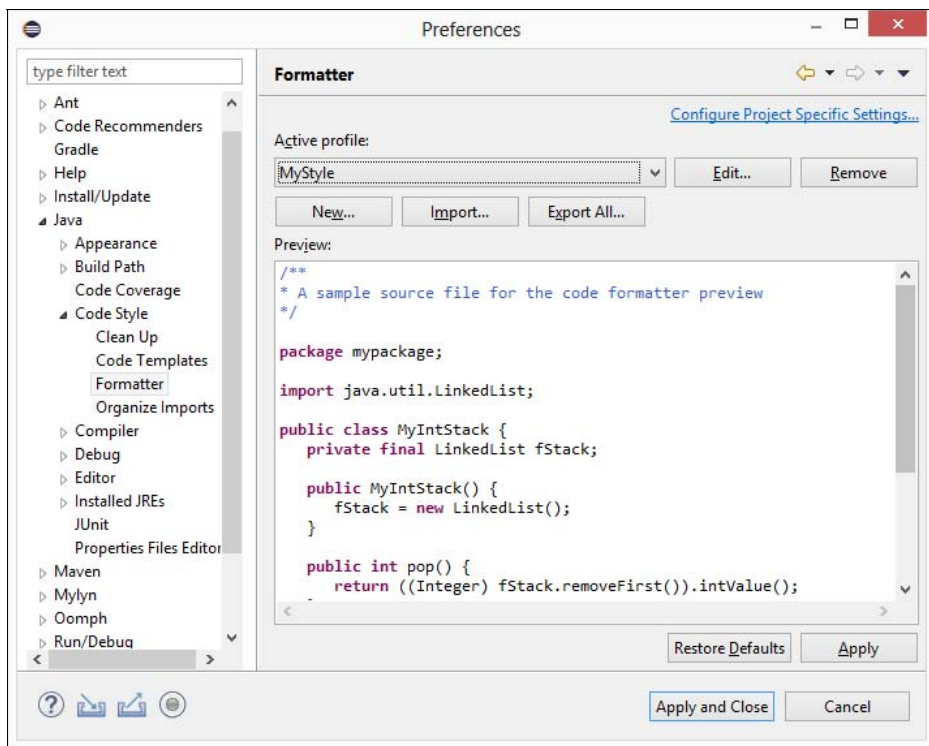 Preferences
type filter text
Ant
Code Recommenders
Gradle
Help
Install/Update
Java
Appearance
Build Path
Code Coverage
Code Style
Clean Up
Code Templates
Formatter
Organize Imports
Compiler
Debug
Editor
Installed JREs
JUnit
Properties Files Editor
Maven
Mylyn
Oomph
Run/Debug
Formatter
Configure Project Specific Settings...
Active profile:
MyStyle
Edit...
Remove
New...
Import...
Export All...
Preview:
/**
* A sample source file for the code formatter preview
*/
package mypackage;
import java.util.LinkedList;
public class MyIntStack {
private final LinkedList fStack;
public MyIntStack() {
fStack = new LinkedList();
}
public int pop() {
return ((Integer) fStack.removeFirst()).intValue();
Restore Defaults
Apply
?
Apply and Close
Cancel